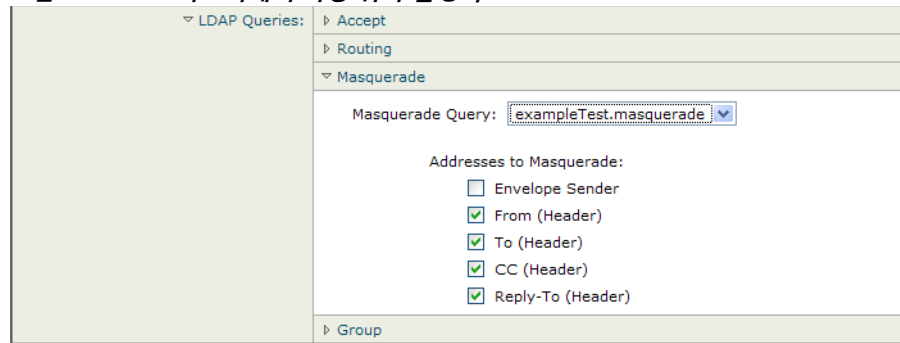 LDAP Queries:
Accept
Routing
Masquerade
Masquerade Query: exampleTest.masquerade
Addresses to Masquerade:
Envelope Sender
From (Header)
To (Header)
CC (Header)
Reply-To (Header)
Group